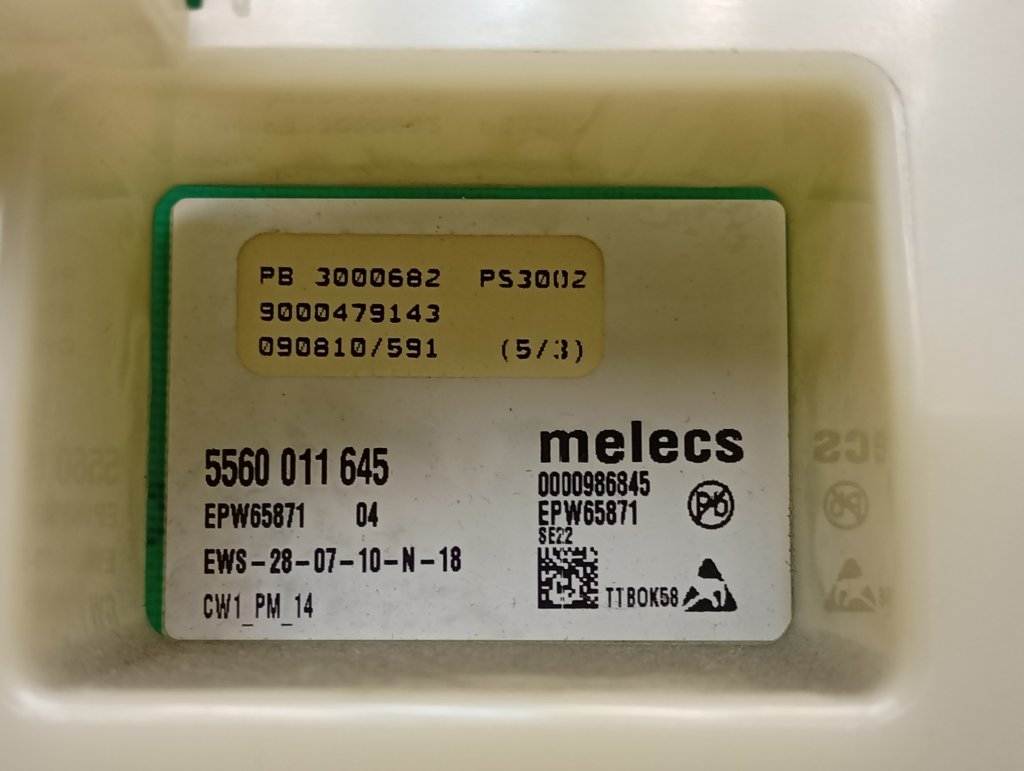 PB 3000682 PS3002
9000479143
090810/591 (5/3)
5560 011 645
EPW65871 04
EWS-28-07-10-N-18
CW1_PM_14
melecs
0000986845
EPW65871
SE22
Pb
TTBOK58